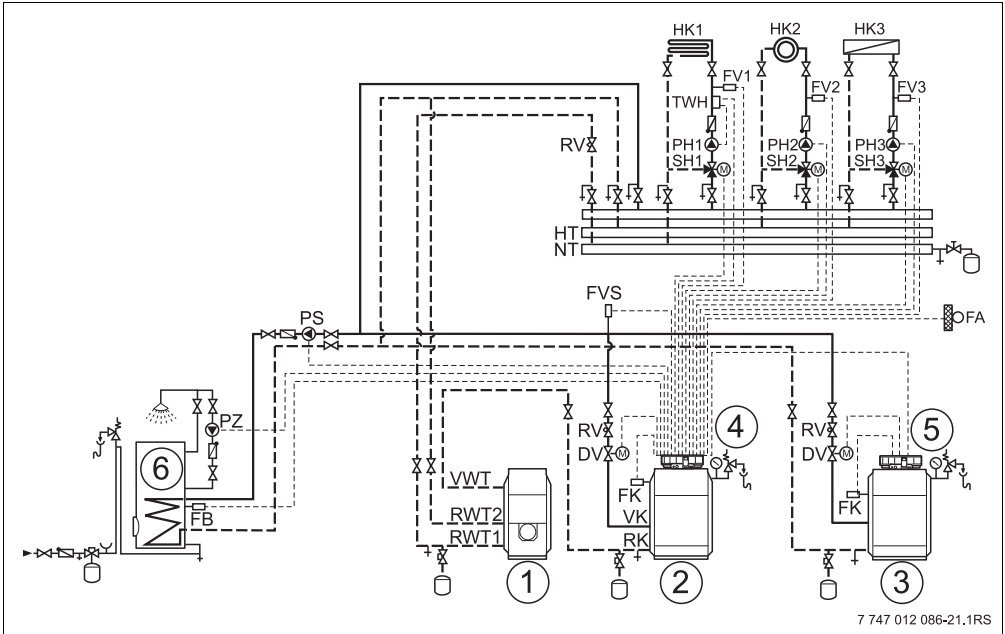 HK1 HK2 HK3
FV1 FV2 FV3
TWH
RV PH1 PH2 PH3
SH1 M SH2 M SH3 M
HT
NT
FVS
FA
PS
PZ
RV RV
DV M DV M
4 5
6
VWT FK FK
FB RWT2 VK
RWT1 RK
1 2 3
7 747 012 086-21.1RS